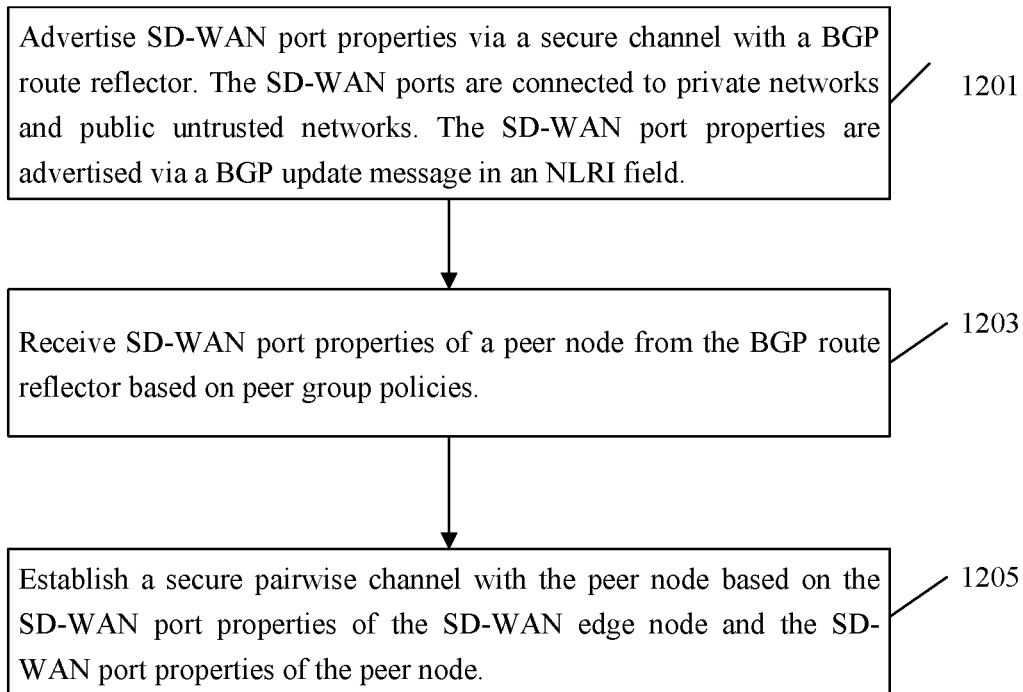 Advertise SD-WAN port properties via a secure channel with a BGP
route reflector. The SD-WAN ports are connected to private networks
and public untrusted networks. The SD-WAN port properties are
advertised via a BGP update message in an NLRI field.
1201
Receive SD-WAN port properties of a peer node from the BGP route
reflector based on peer group policies.
1203
Establish a secure pairwise channel with the peer node based on the
SD-WAN port properties of the SD-WAN edge node and the SD-
WAN port properties of the peer node.
1205